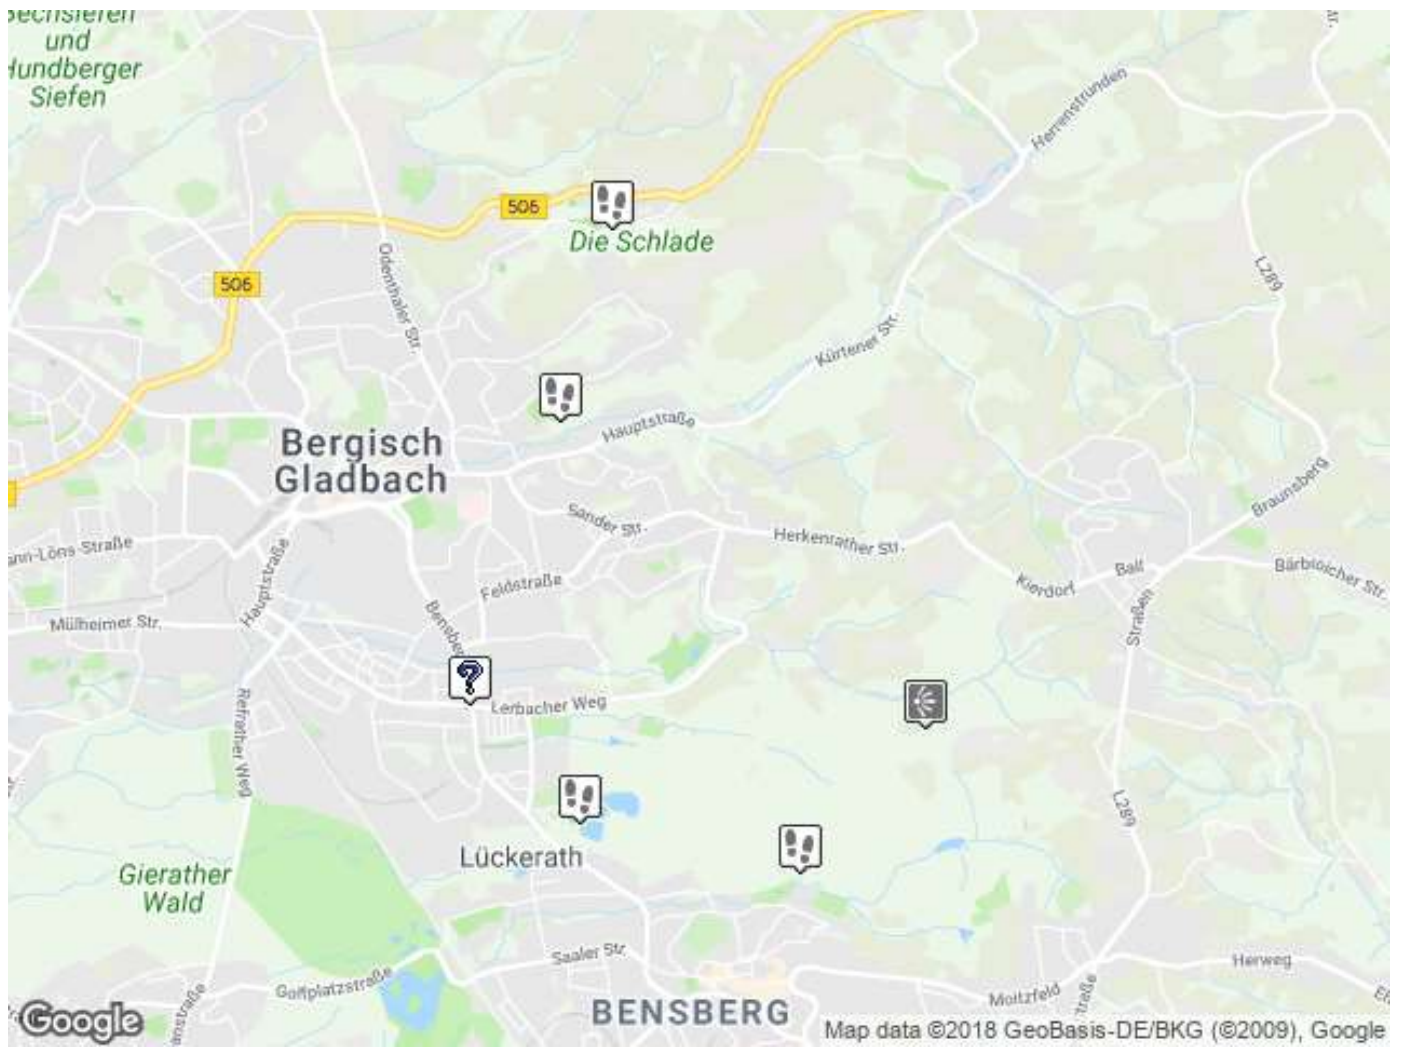 und
Hundberger
Siefen
Herrenstrunden
506
Die Schlade
506
Odenthaler Str.
L289
Kürtener Str.
Hauptstraße
Bergisch
Gladbach
Braunsberg
Sander Str.
Herkenrather Str.
Ball
Bärbroicher Str.
Kierdorf
Feldstraße
Hauptstraße
Mülheimer Str.
Straßen
?
Lerbacher Weg
Refrather Weg
L289
Lückerath
Gierather
Wald
Saaler Str.
Herweg
Golfplatzstraße
Moitzfeld
BENSBERG
Google
Map data ©2018 GeoBasis-DE/BKG (©2009), Google